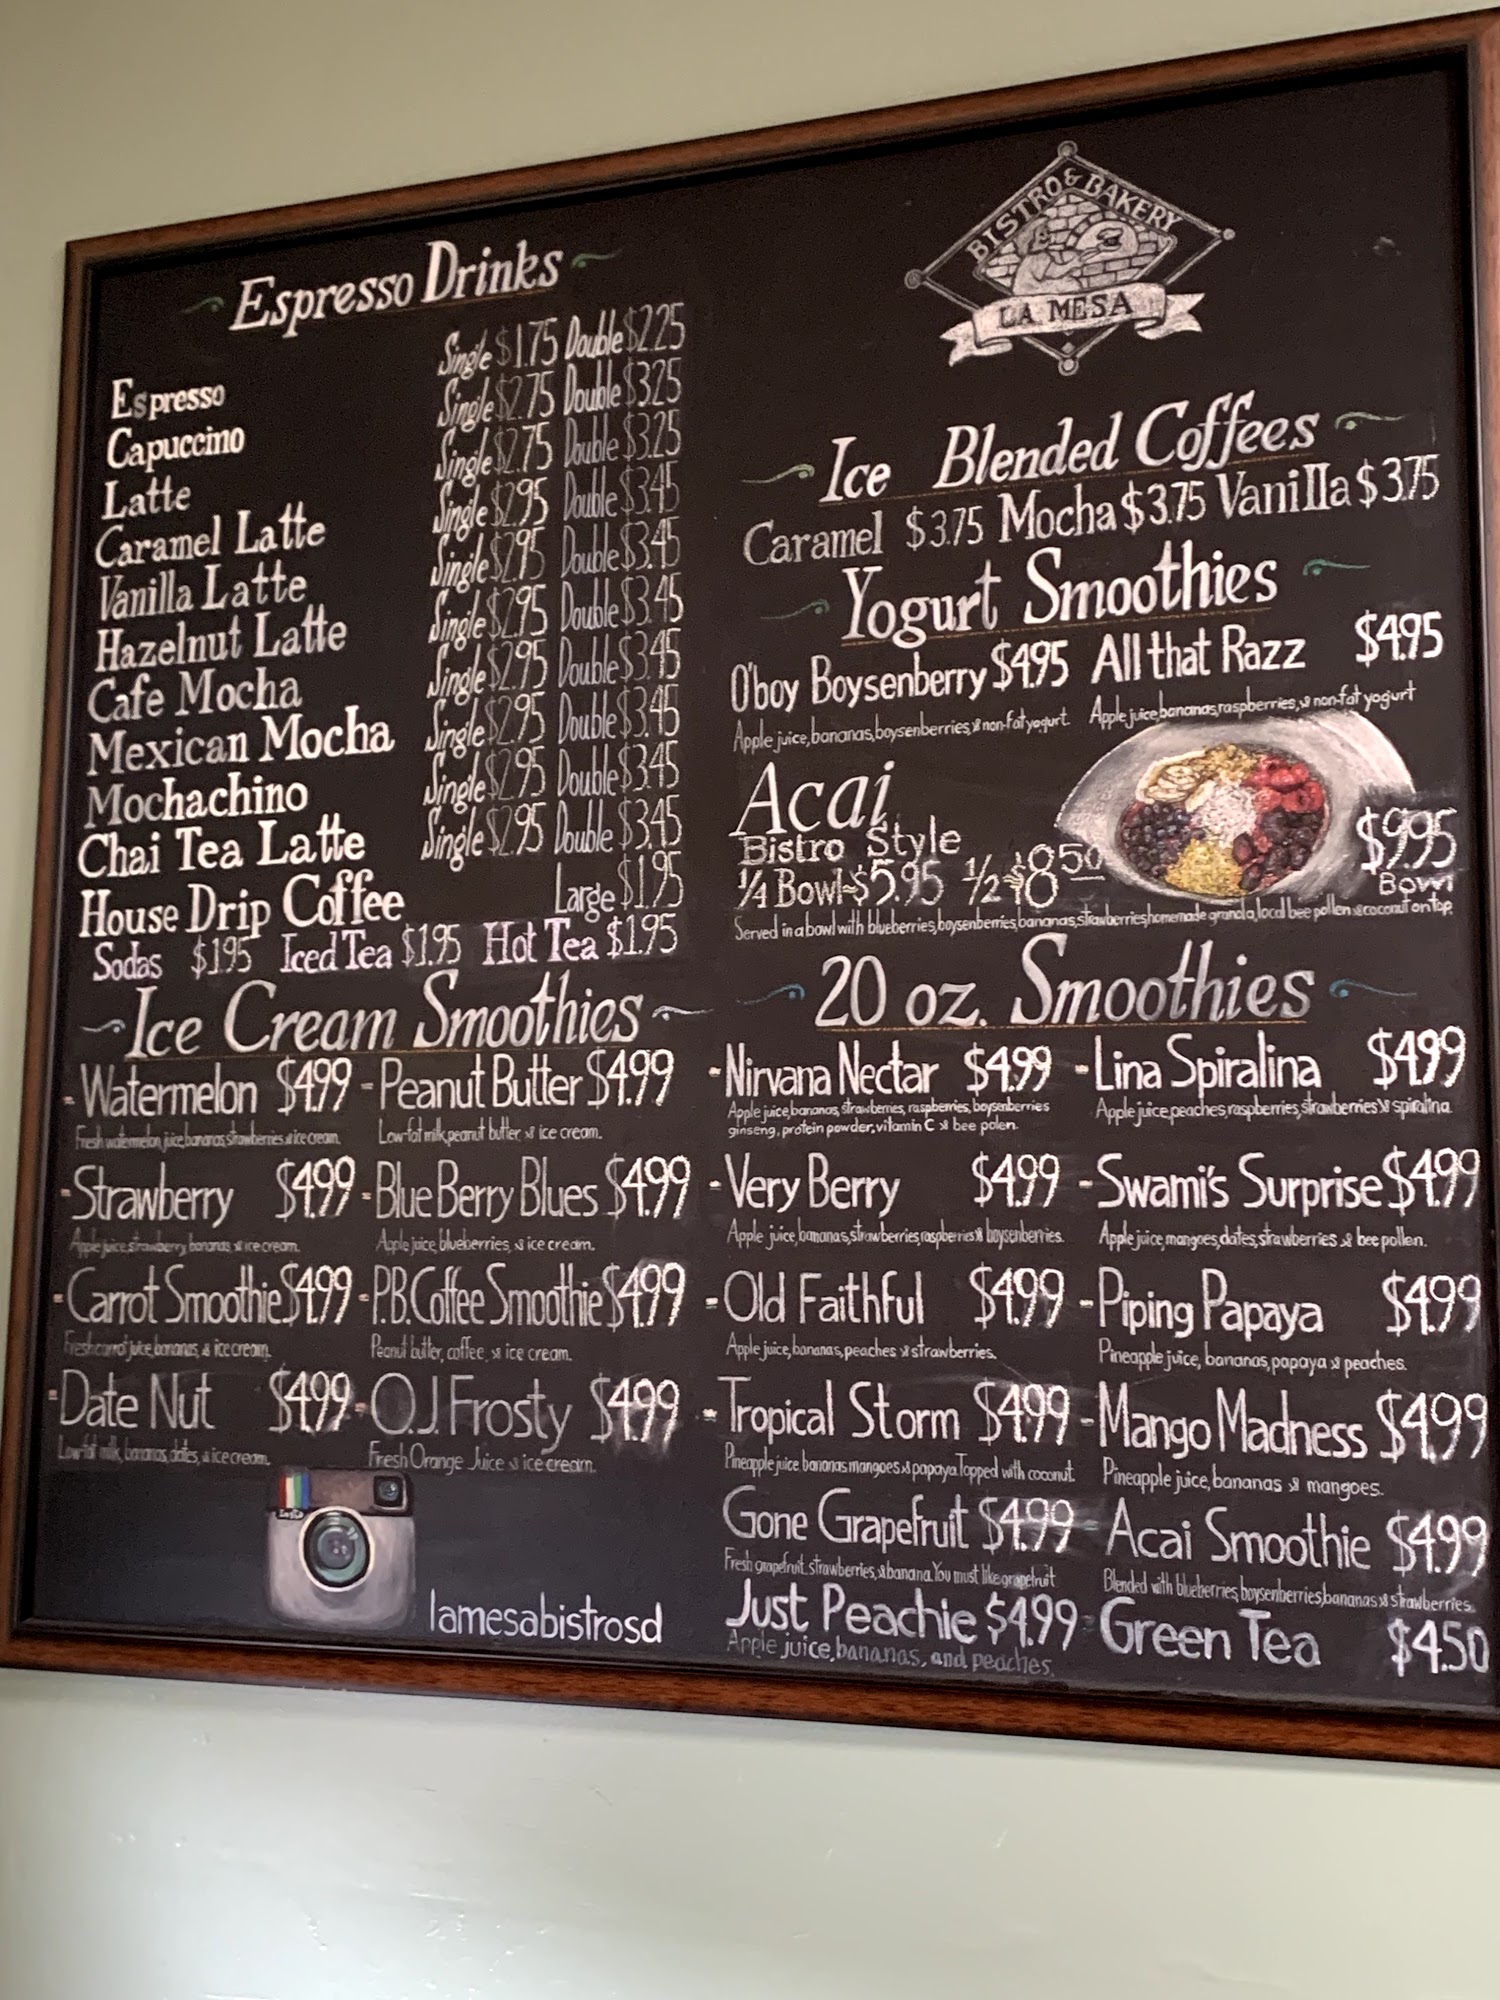 BISTRO & BAKERY
LA MESA
Espresso Drinks
Espresso Single $1.75 Double $2.25
Capuccino Single $2.75 Double $3.25
Latte Single $2.75 Double $3.25
Caramel Latte Single $2.95 Double $3.45
Vanilla Latte Single $2.95 Double $3.45
Hazelnut Latte Single $2.95 Double $3.45
Cafe Mocha Single $2.95 Double $3.45
Mexican Mocha Single $2.95 Double $3.45
Mochachino Single $2.95 Double $3.45
Chai Tea Latte Single $2.95 Double $3.45
House Drip Coffee Large $1.95
Sodas $1.95 Iced Tea $1.95 Hot Tea $1.95
Ice Cream Smoothies
- Watermelon $4.99 - Peanut Butter $4.99
Fresh watermelon juice, bananas, strawberries & ice cream. Low-fat milk, peanut butter, & ice cream.
- Strawberry $4.99 - Blue Berry Blues $4.99
Apple juice, strawberry, bananas, & ice cream. Apple juice, blueberries, & ice cream.
- Carrot Smoothie $4.99 - P.B. Coffee Smoothie $4.99
Fresh carrot juice, bananas, & ice cream. Peanut butter, coffee, & ice cream.
- Date Nut $4.99 - O.J. Frosty $4.99
Low-fat milk, bananas, dates, & ice cream. Fresh Orange Juice & ice cream.
lamesabistrosd
Ice Blended Coffees
Caramel $3.75 Mocha $3.75 Vanilla $3.75
Yogurt Smoothies
O'boy Boysenberry $4.95 All that Razz $4.95
Apple juice, bananas, boysenberries, & non-fat yogurt. Apple juice, bananas, raspberries, & non-fat yogurt
Acai
Bistro Style
1/4 Bowl~$5.95 1/2~$8.50 $9.95
Bowl
Served in a bowl with blueberries, boysenberries, bananas, strawberries, homemade granola, local bee pollen & coconut on top.
20 oz. Smoothies
- Nirvana Nectar $4.99 - Lina Spiralina $4.99
Apple juice, bananas, strawberries, raspberries, boysenberries Apple juice, peaches, raspberries, strawberries & spiralina.
ginseng, protein powder, vitamin C & bee polen.
- Very Berry $4.99 - Swami's Surprise $4.99
Apple juice, bananas, strawberries, raspberries & boysenberries. Apple juice, mangoes, dates, strawberries & bee pollen.
- Old Faithful $4.99 - Piping Papaya $4.99
Apple juice, bananas, peaches & strawberries. Pineapple juice, bananas, papaya & peaches.
- Tropical Storm $4.99 - Mango Madness $4.99
Pineapple juice, bananas mangoes & papaya. Topped with coconut. Pineapple juice, bananas & mangoes.
Gone Grapefruit $4.99 Acai Smoothie $4.99
Fresh grapefruit, strawberries, & banana. You must like grapefruit Blended with blueberries, boysenberries, bananas & strawberries.
Just Peachie $4.99 Green Tea $4.50
Apple juice, bananas, and peaches.